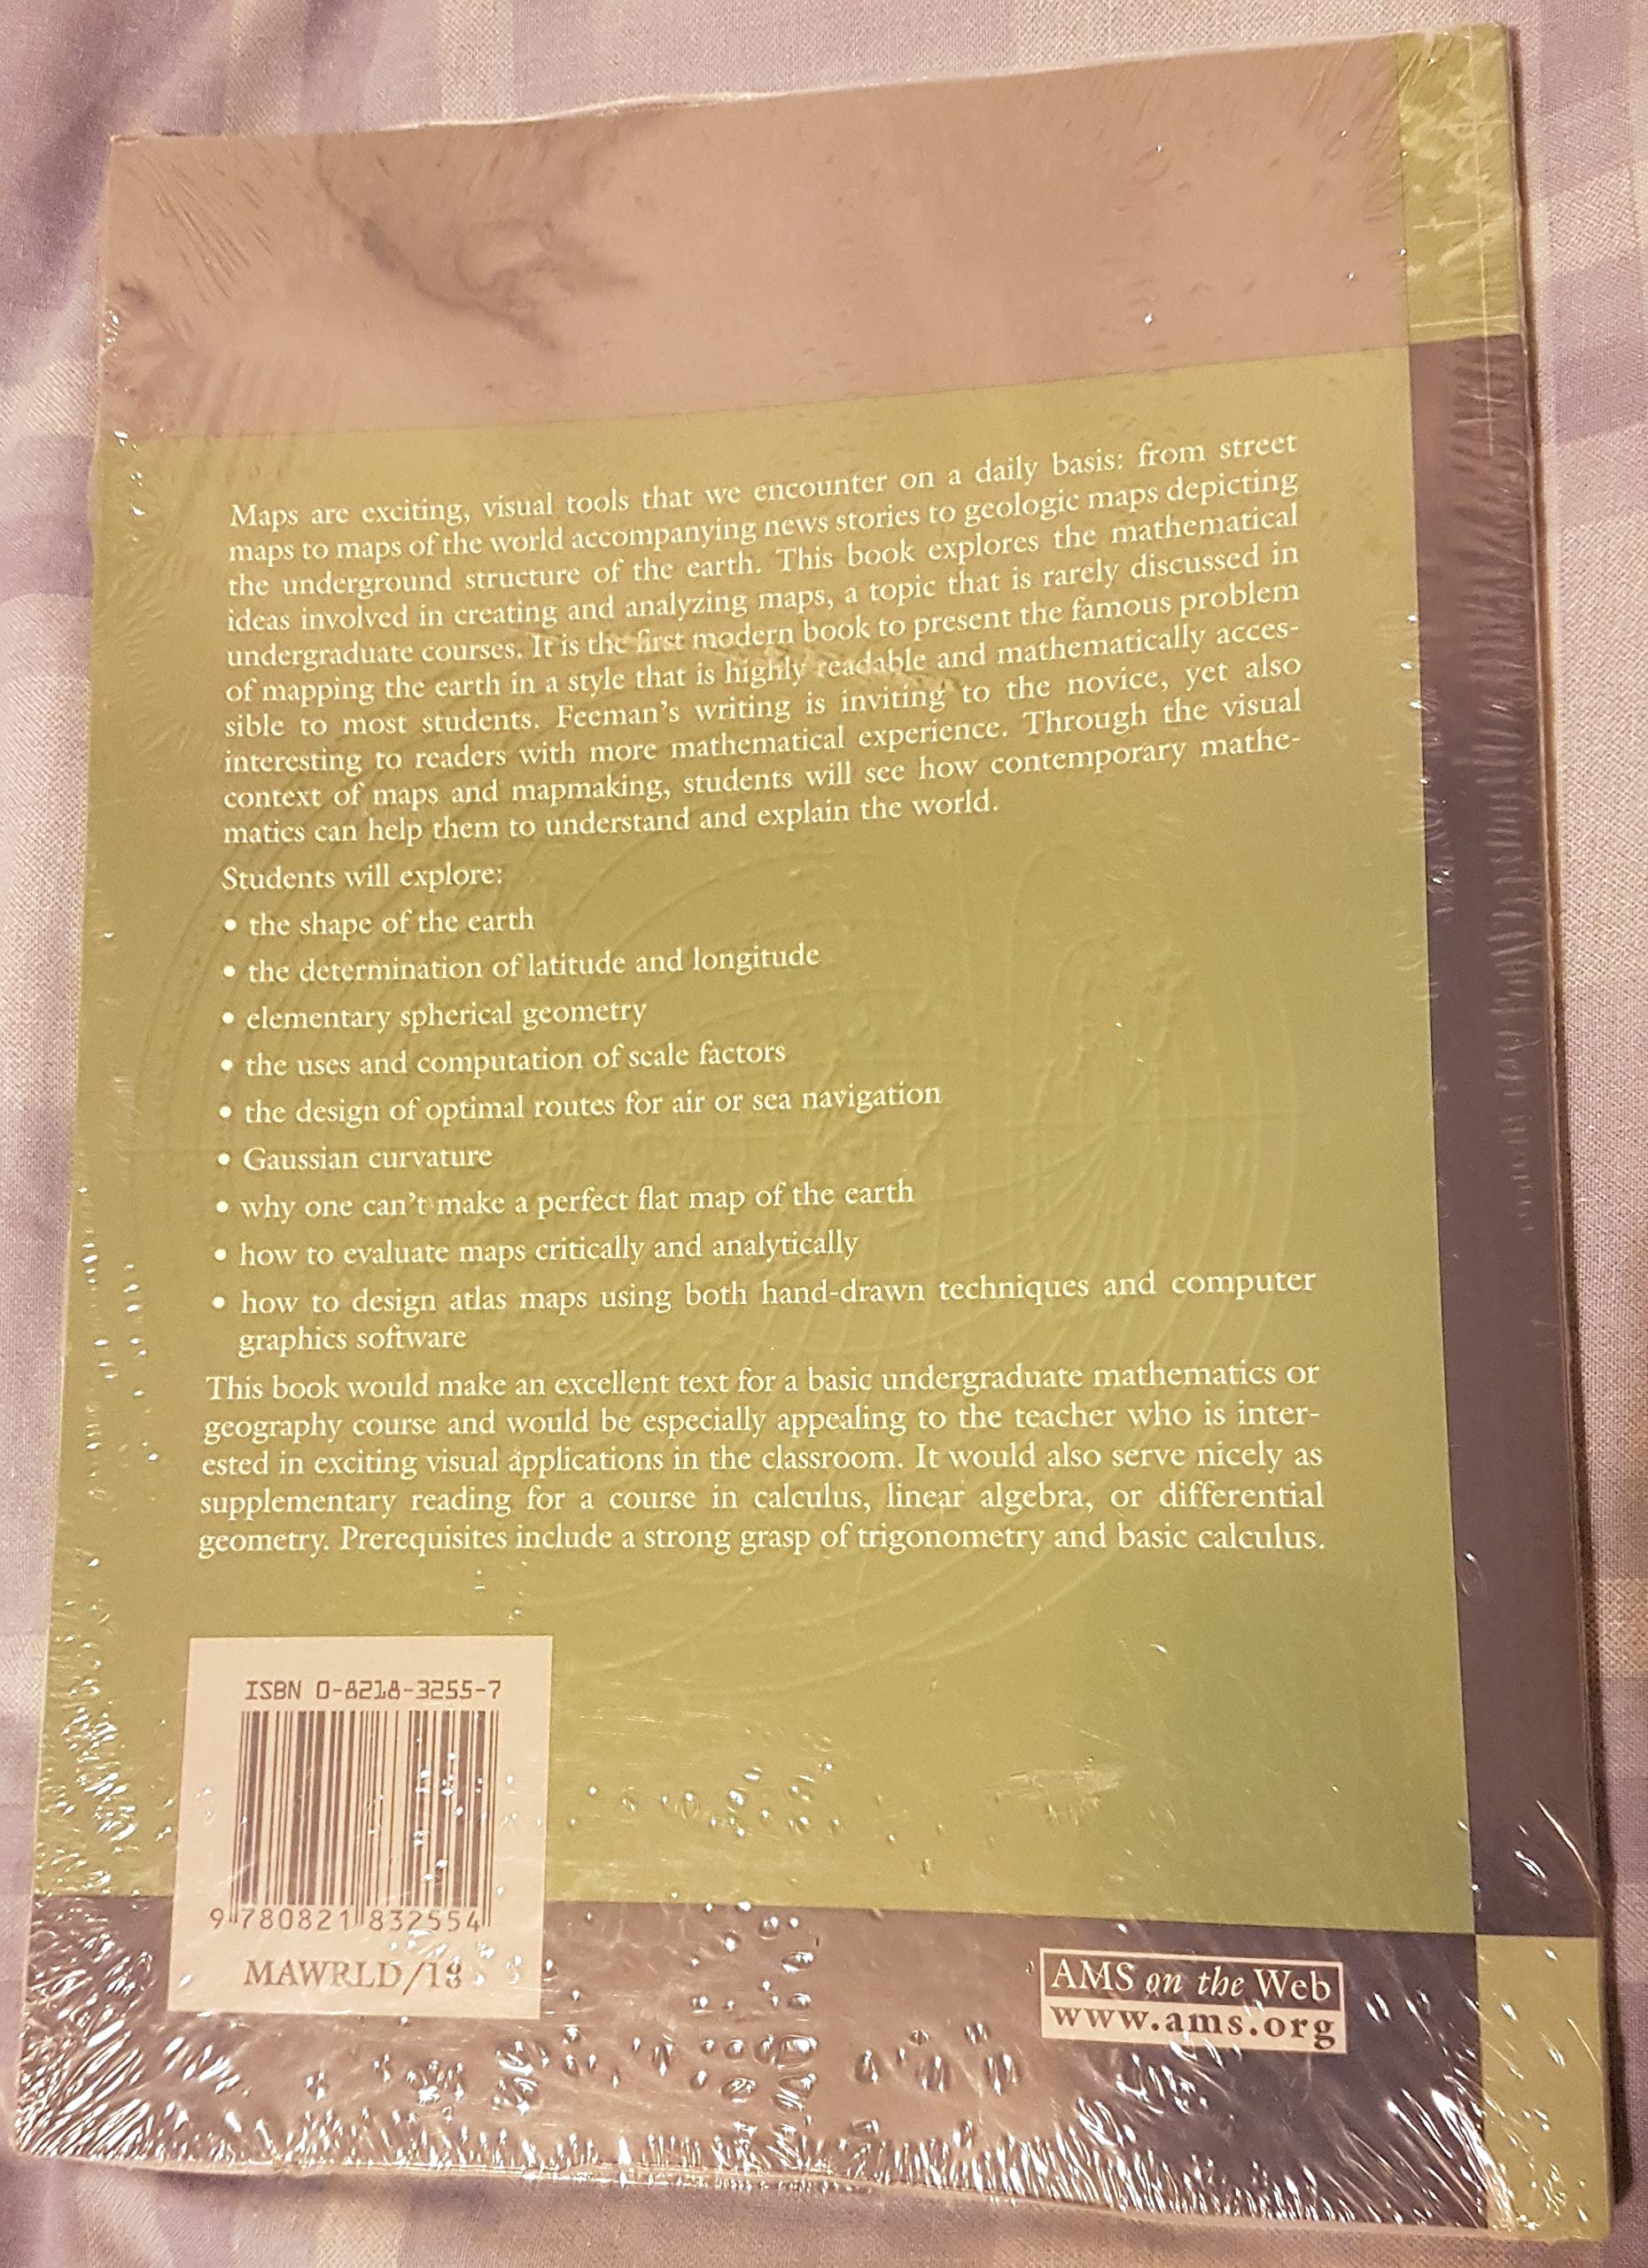 Maps are exciting, visual tools that we encounter on a daily basis: from street
maps to maps of the world accompanying news stories to geologic maps depicting
the underground structure of the earth. This book explores the mathematical
ideas involved in creating and analyzing maps, a topic that is rarely discussed in
undergraduate courses. It is the first modern book to present the famous problem
of mapping the earth in a style that is highly readable and mathematically acces-
sible to most students. Feeman's writing is inviting to the novice, yet also
interesting to readers with more mathematical experience. Through the visual
context of maps and mapmaking, students will see how contemporary mathe-
matics can help them to understand and explain the world.
Students will explore:
• the shape of the earth
• the determination of latitude and longitude
• elementary spherical geometry
• the uses and computation of scale factors
• the design of optimal routes for air or sea navigation
• Gaussian curvature
• why one can't make a perfect flat map of the earth
• how to evaluate maps critically and analytically
• how to design atlas maps using both hand-drawn techniques and computer
graphics software
This book would make an excellent text for a basic undergraduate mathematics or
geography course and would be especially appealing to the teacher who is inter-
ested in exciting visual applications in the classroom. It would also serve nicely as
supplementary reading for a course in calculus, linear algebra, or differential
geometry. Prerequisites include a strong grasp of trigonometry and basic calculus.
ISBN 0-8218-3255-7
9 780821 832554
MAWRLD/18
AMS on the Web
www.ams.org